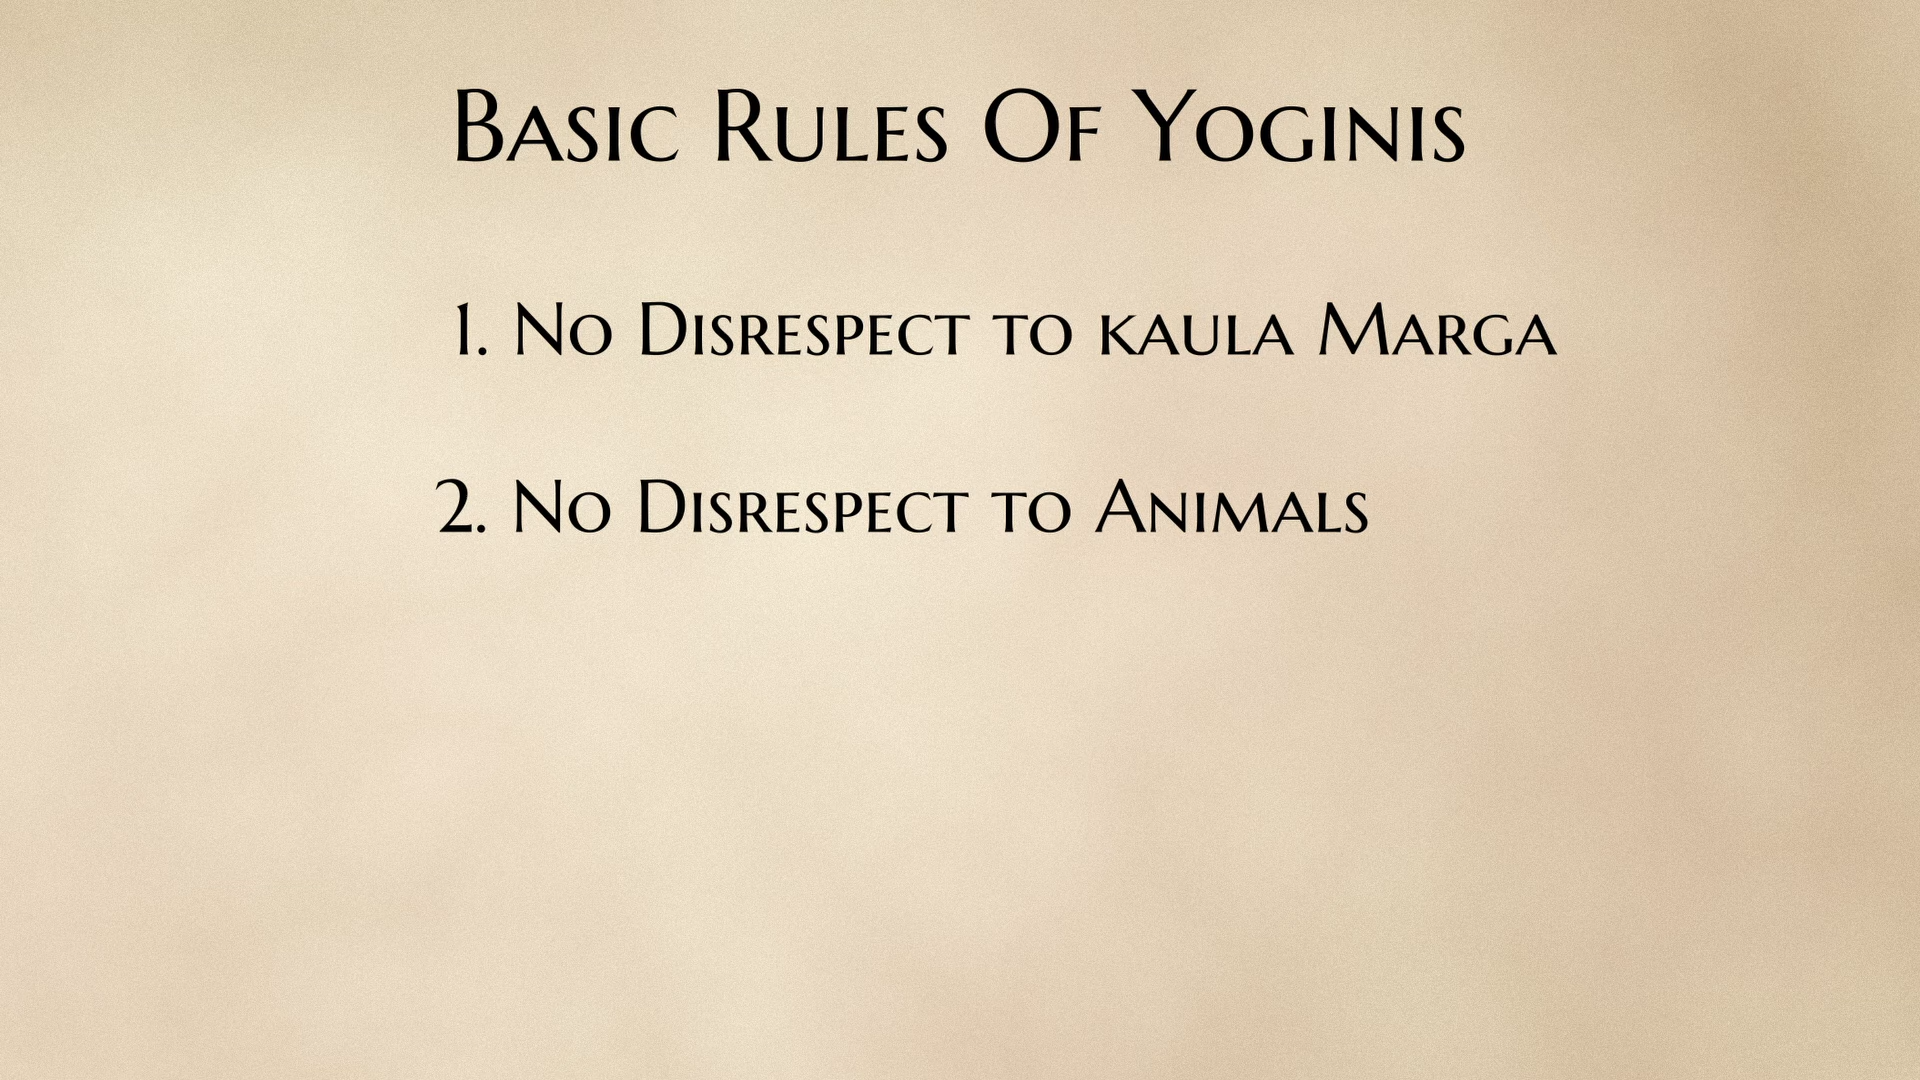 Basic Rules Of Yoginis
1. No Disrespect to kaula Marga
2. No Disrespect to Animals